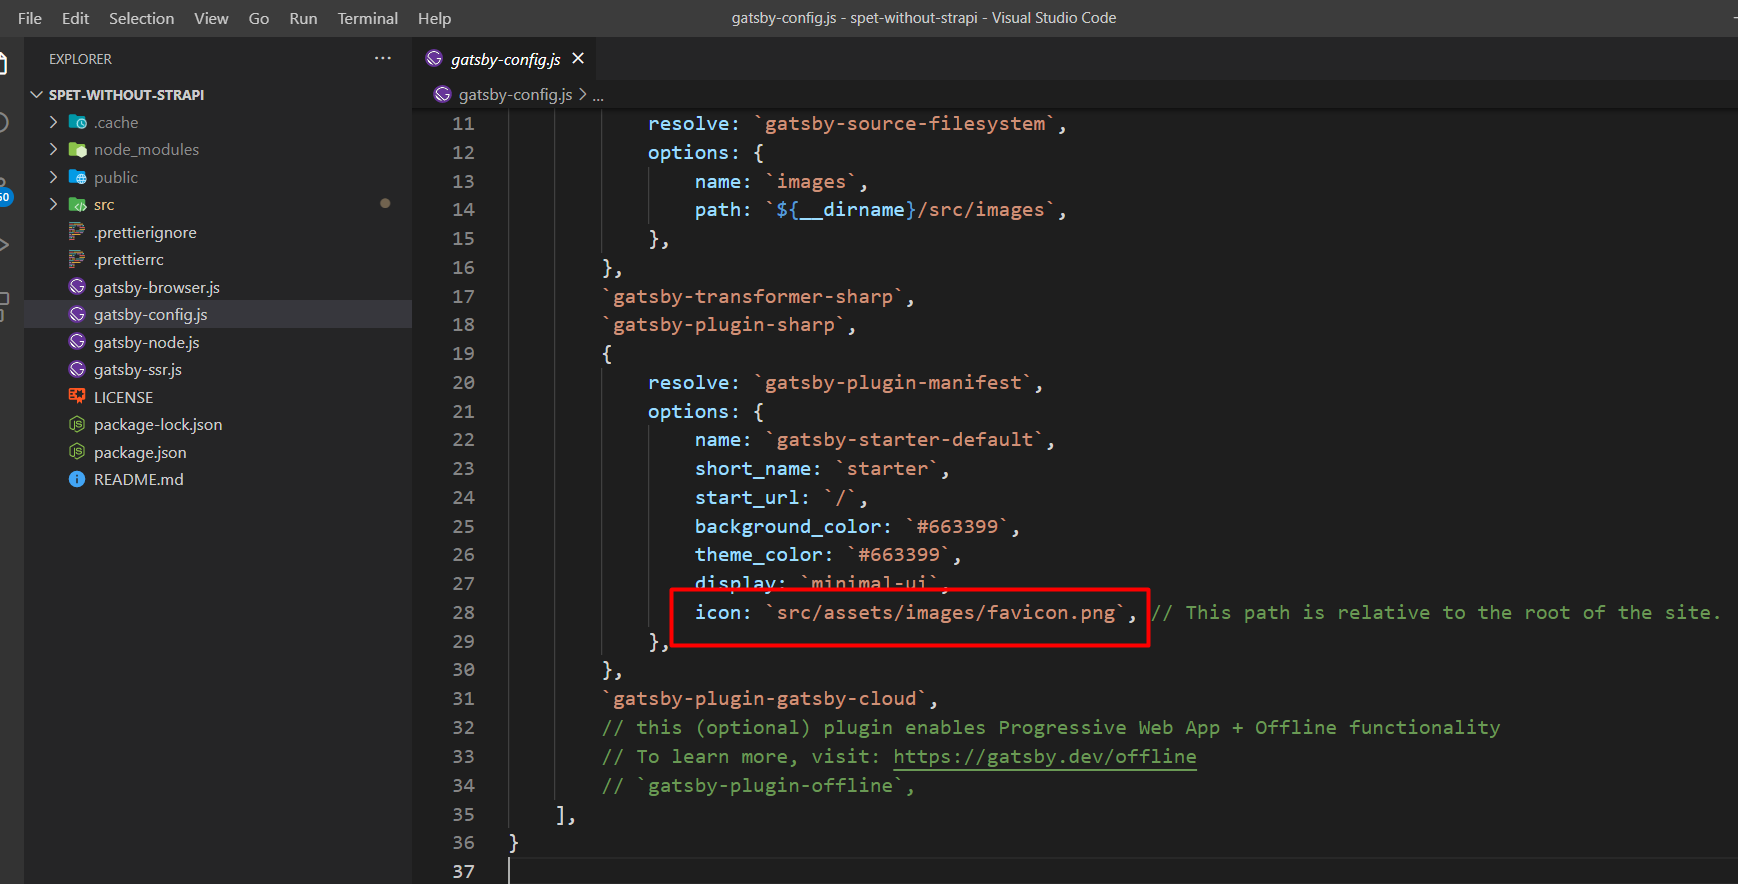 File Edit Selection View Go Run Terminal Help
gatsby-config.js - spet-without-strapi - Visual Studio Code
EXPLORER
SPET-WITHOUT-STRAPI
.cache
node_modules
public
src
.prettierignore
.prettierrc
gatsby-browser.js
gatsby-config.js
gatsby-node.js
gatsby-ssr.js
LICENSE
package-lock.json
package.json
README.md
gatsby-config.js
gatsby-config.js > ...
11 resolve: `gatsby-source-filesystem`,
12 options: {
13 name: `images`,
14 path: `${__dirname}/src/images`,
15 },
16 },
17 `gatsby-transformer-sharp`,
18 `gatsby-plugin-sharp`,
19 {
20 resolve: `gatsby-plugin-manifest`,
21 options: {
22 name: `gatsby-starter-default`,
23 short_name: `starter`,
24 start_url: `/`,
25 background_color: `#663399`,
26 theme_color: `#663399`,
27 display: `minimal-ui`,
28 icon: `src/assets/images/favicon.png`, // This path is relative to the root of the site.
29 },
30 },
31 `gatsby-plugin-gatsby-cloud`,
32 // this (optional) plugin enables Progressive Web App + Offline functionality
33 // To learn more, visit: https://gatsby.dev/offline
34 // `gatsby-plugin-offline`,
35 ],
36 }
37